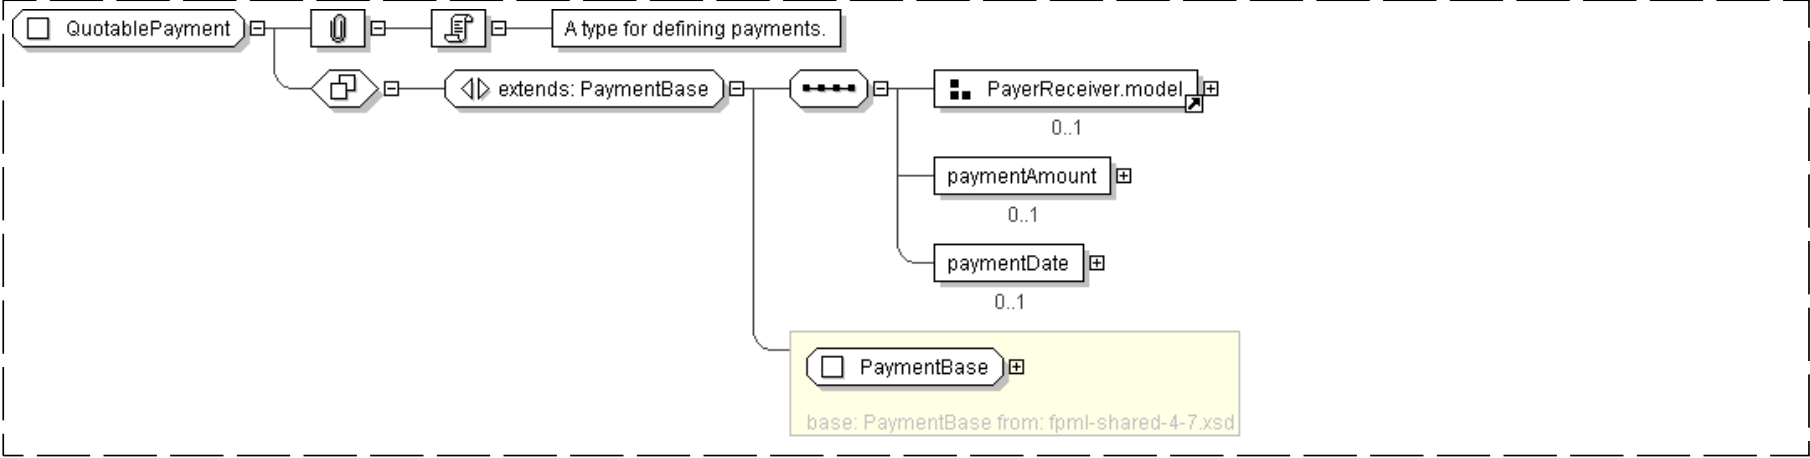 QuotablePayment
A type for defining payments.
extends: PaymentBase
PayerReceiver.model
0..1
paymentAmount
0..1
paymentDate
0..1
PaymentBase
base: PaymentBase from: fpml-shared-4-7.xsd